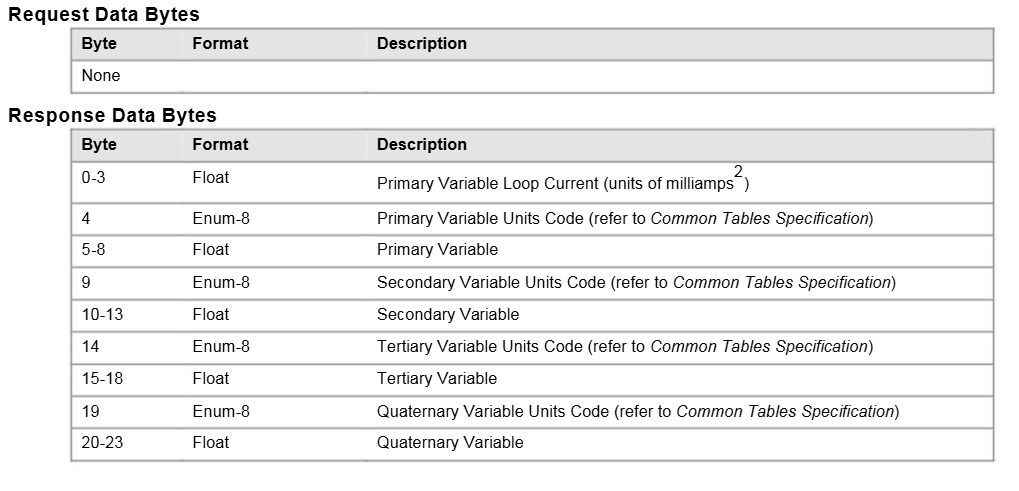 Request Data Bytes
Byte Format Description
None
Response Data Bytes
Byte Format Description
0-3 Float Primary Variable Loop Current (units of milliamps²)
4 Enum-8 Primary Variable Units Code (refer to Common Tables Specification)
5-8 Float Primary Variable
9 Enum-8 Secondary Variable Units Code (refer to Common Tables Specification)
10-13 Float Secondary Variable
14 Enum-8 Tertiary Variable Units Code (refer to Common Tables Specification)
15-18 Float Tertiary Variable
19 Enum-8 Quaternary Variable Units Code (refer to Common Tables Specification)
20-23 Float Quaternary Variable